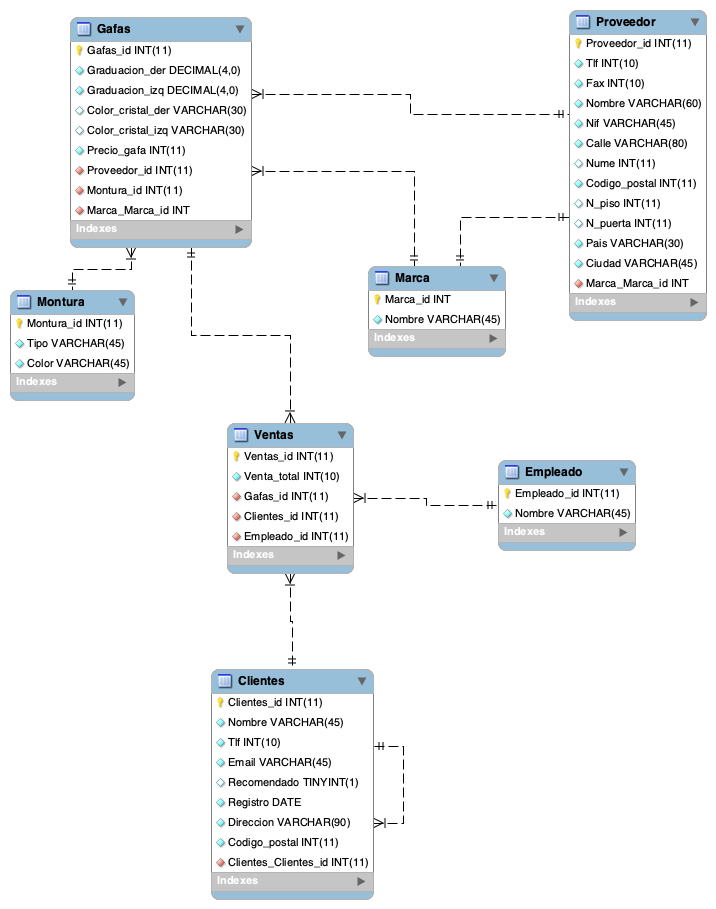 Gafas
Gafas_id INT(11)
Graduacion_der DECIMAL(4,0)
Graduacion_izq DECIMAL(4,0)
Color_cristal_der VARCHAR(30)
Color_cristal_izq VARCHAR(30)
Precio_gafa INT(11)
Proveedor_id INT(11)
Montura_id INT(11)
Marca_Marca_id INT
Indexes
Proveedor
Proveedor_id INT(11)
Tlf INT(10)
Fax INT(10)
Nombre VARCHAR(60)
Nif VARCHAR(45)
Calle VARCHAR(80)
Nume INT(11)
Codigo_postal INT(11)
N_piso INT(11)
N_puerta INT(11)
Pais VARCHAR(30)
Ciudad VARCHAR(45)
Marca_Marca_id INT
Indexes
Marca
Marca_id INT
Nombre VARCHAR(45)
Indexes
Montura
Montura_id INT(11)
Tipo VARCHAR(45)
Color VARCHAR(45)
Indexes
Ventas
Ventas_id INT(11)
Venta_total INT(10)
Gafas_id INT(11)
Clientes_id INT(11)
Empleado_id INT(11)
Indexes
Empleado
Empleado_id INT(11)
Nombre VARCHAR(45)
Indexes
Clientes
Clientes_id INT(11)
Nombre VARCHAR(45)
Tlf INT(10)
Email VARCHAR(45)
Recomendado TINYINT(1)
Registro DATE
Direccion VARCHAR(90)
Codigo_postal INT(11)
Clientes_Clientes_id INT(11)
Indexes